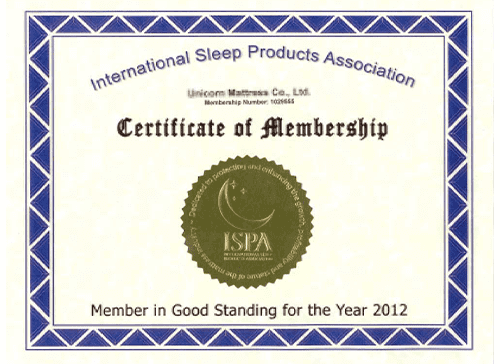 International Sleep Products Association
Unicorn Mattress Co., Ltd.
Membership Number: 1029555
Certificate of Membership
Dedicated to protecting and enhancing the growth, profitability and stature of the mattress industry
ISPA
INTERNATIONAL SLEEP
PRODUCTS ASSOCIATION
Member in Good Standing for the Year 2012